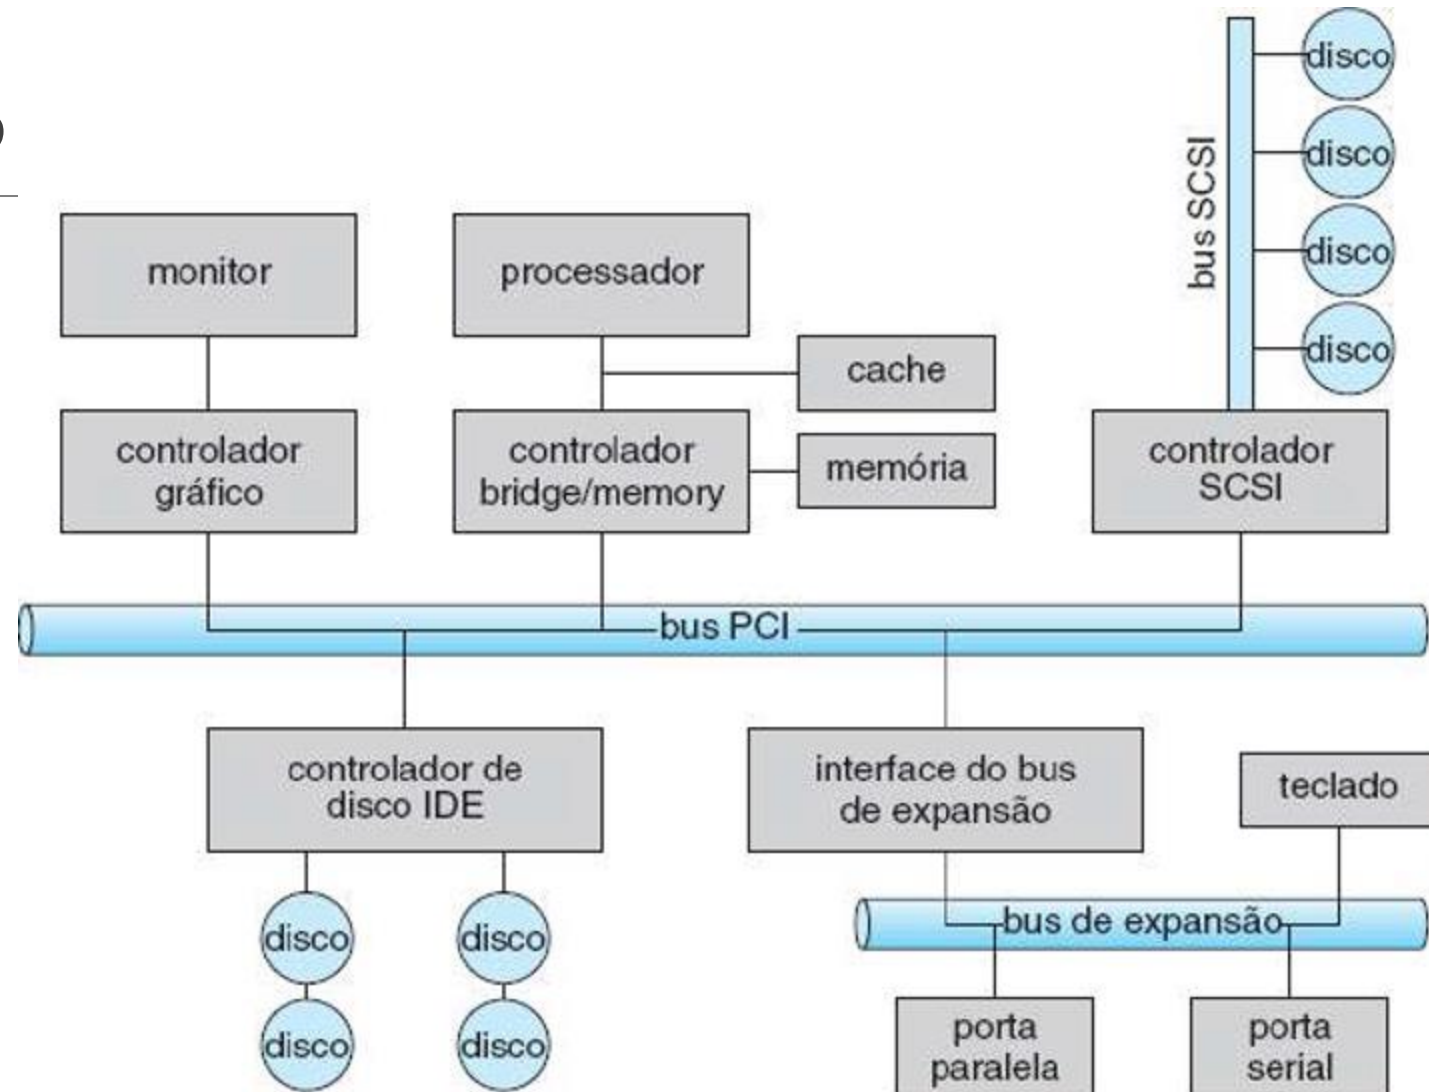 disco
disco
bus SCSI
disco
disco
monitor
processador
cache
controlador
gráfico
controlador
bridge/memory
memória
controlador
SCSI
bus PCI
controlador de
disco IDE
interface do bus
de expansão
teclado
disco
disco
bus de expansão
disco
disco
porta
paralela
porta
serial